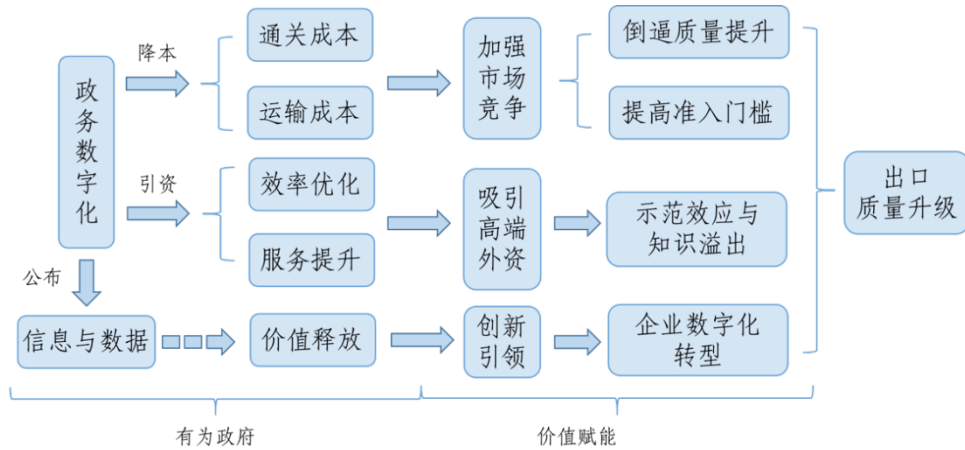 政
务
数
字
化
降本
通关成本
运输成本
加强
市场
竞争
倒逼质量提升
提高准入门槛
引资
效率优化
服务提升
吸引
高端
外资
示范效应与
知识溢出
出口
质量升级
公布
信息与数据
价值释放
创新
引领
企业数字化
转型
有为政府
价值赋能